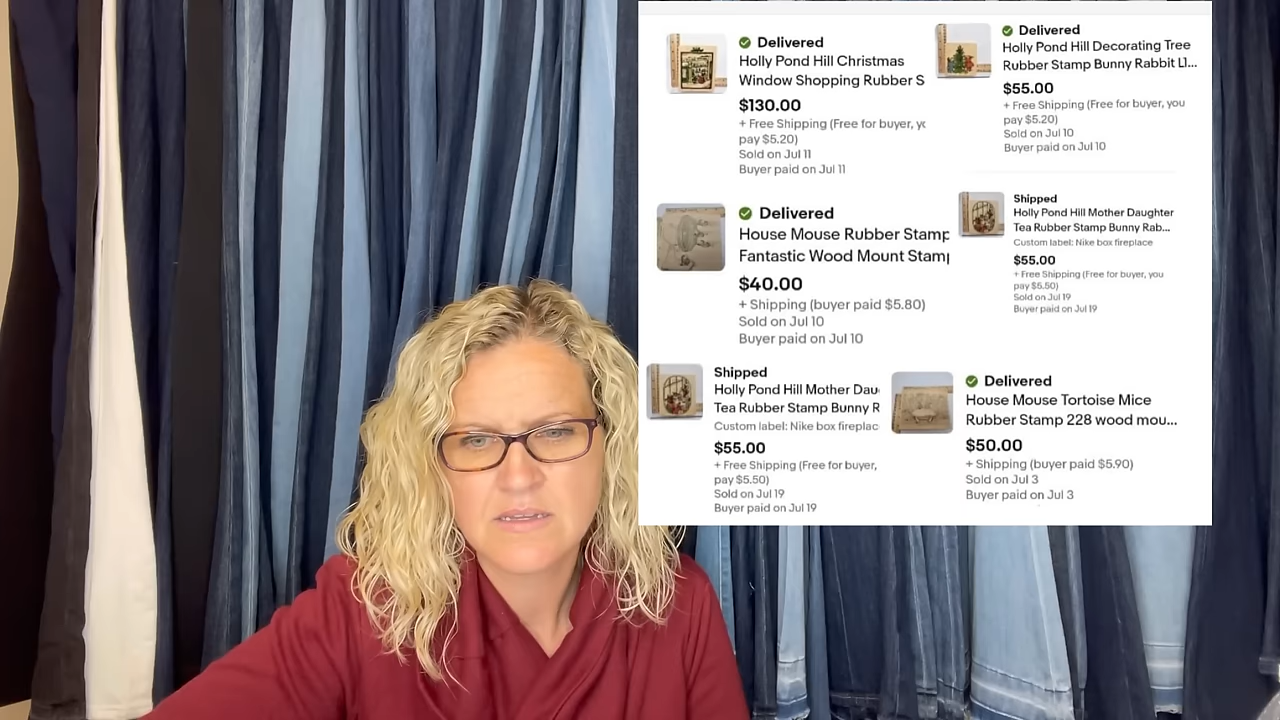 Delivered
Holly Pond Hill Christmas
Window Shopping Rubber S
$130.00
+ Free Shipping (Free for buyer, yo
pay $5.20)
Sold on Jul 11
Buyer paid on Jul 11
Delivered
Holly Pond Hill Decorating Tree
Rubber Stamp Bunny Rabbit L1...
$55.00
+ Free Shipping (Free for buyer, you
pay $5.20)
Sold on Jul 10
Buyer paid on Jul 10
Delivered
House Mouse Rubber Stamp
Fantastic Wood Mount Stamp
$40.00
+ Shipping (buyer paid $5.80)
Sold on Jul 10
Buyer paid on Jul 10
Shipped
Holly Pond Hill Mother Daughter
Tea Rubber Stamp Bunny Rab...
Custom label: Nike box fireplace
$55.00
+ Free Shipping (Free for buyer, you
pay $5.50)
Sold on Jul 19
Buyer paid on Jul 19
Shipped
Holly Pond Hill Mother Dau
Tea Rubber Stamp Bunny R
Custom label: Nike box fireplac
$55.00
+ Free Shipping (Free for buyer,
pay $5.50)
Sold on Jul 19
Buyer paid on Jul 19
Delivered
House Mouse Tortoise Mice
Rubber Stamp 228 wood mou...
$50.00
+ Shipping (buyer paid $5.90)
Sold on Jul 3
Buyer paid on Jul 3